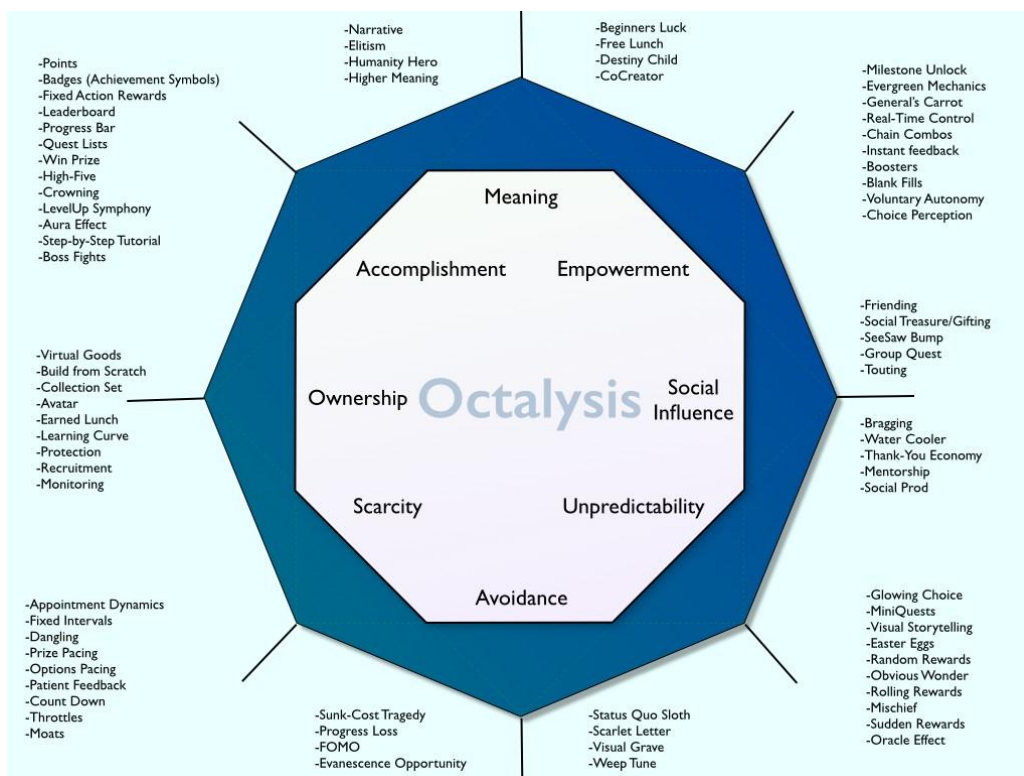 -Narrative
-Elitism
-Humanity Hero
-Higher Meaning
-Beginners Luck
-Free Lunch
-Destiny Child
-CoCreator
-Points
-Badges (Achievement Symbols)
-Fixed Action Rewards
-Leaderboard
-Progress Bar
-Quest Lists
-Win Prize
-High-Five
-Crowning
-LevelUp Symphony
-Aura Effect
-Step-by-Step Tutorial
-Boss Fights
-Milestone Unlock
-Evergreen Mechanics
-General's Carrot
-Real-Time Control
-Chain Combos
-Instant feedback
-Boosters
-Blank Fills
-Voluntary Autonomy
-Choice Perception
Meaning
Accomplishment
Empowerment
-Virtual Goods
-Build from Scratch
-Collection Set
-Avatar
-Earned Lunch
-Learning Curve
-Protection
-Recruitment
-Monitoring
Ownership
Octalysis
Social
Influence
-Friending
-Social Treasure/Gifting
-SeeSaw Bump
-Group Quest
-Touting
-Bragging
-Water Cooler
-Thank-You Economy
-Mentorship
-Social Prod
Scarcity
Unpredictability
Avoidance
-Appointment Dynamics
-Fixed Intervals
-Dangling
-Prize Pacing
-Options Pacing
-Patient Feedback
-Count Down
-Throttles
-Moats
-Sunk-Cost Tragedy
-Progress Loss
-FOMO
-Evanescence Opportunity
-Status Quo Sloth
-Scarlet Letter
-Visual Grave
-Weep Tune
-Glowing Choice
-MiniQuests
-Visual Storytelling
-Easter Eggs
-Random Rewards
-Obvious Wonder
-Rolling Rewards
-Mischief
-Sudden Rewards
-Oracle Effect